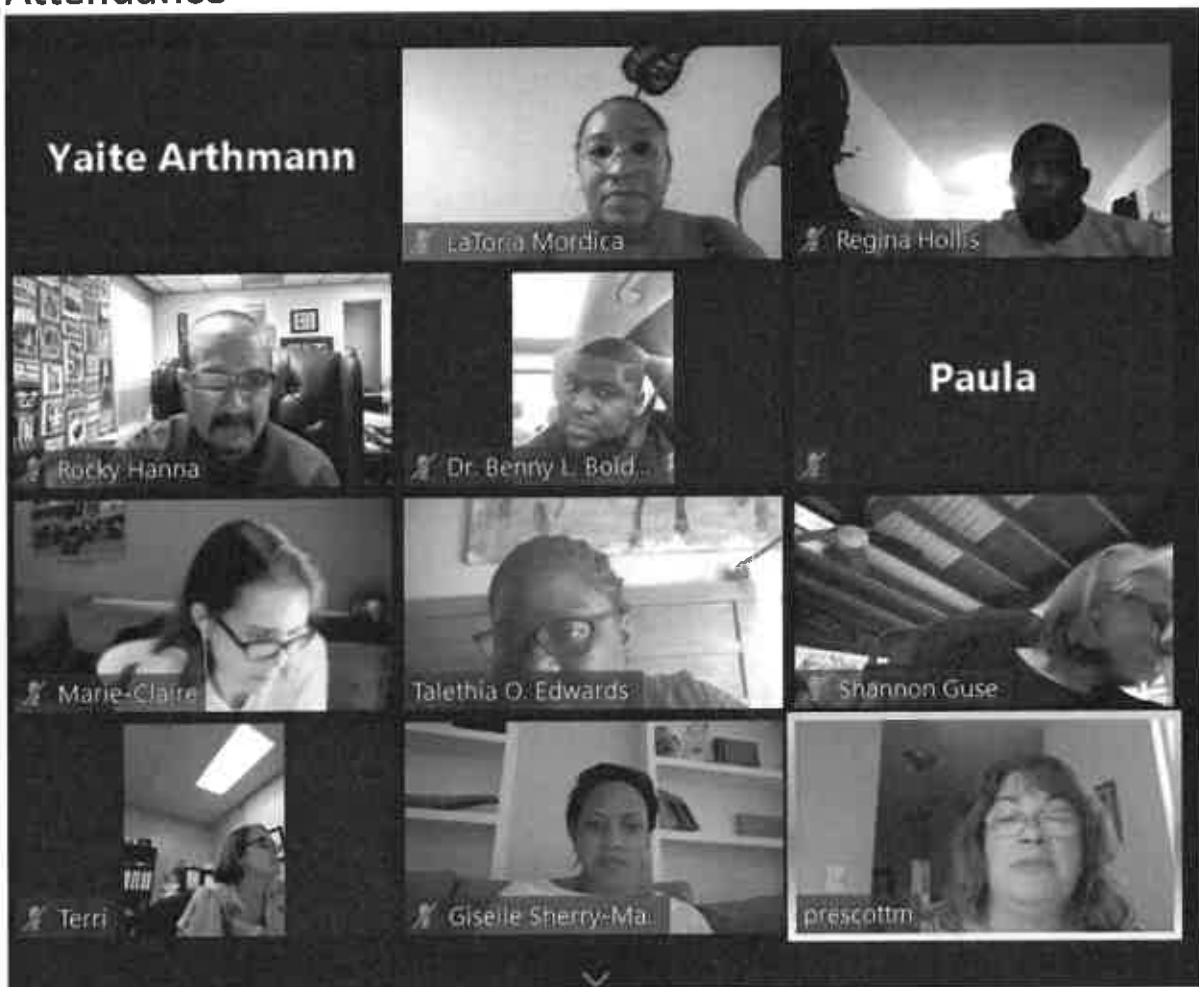 Attendance
Yaite Arthmann
LaToria Mordica
Regina Hollis
Rocky Hanna
Dr. Benny L. Bold...
Paula
Marie-Claire
Talethia O. Edwards
Shannon Guse
Terri
Giselle Sherry-Ma...
prescottm